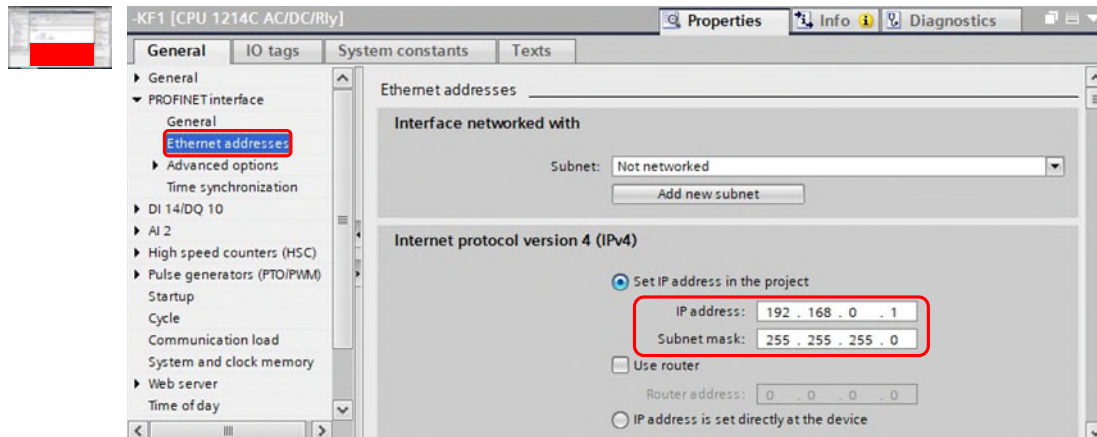 -KF1 [CPU 1214C AC/DC/Rly]
Properties
Info
Diagnostics
General
IO tags
System constants
Texts
General
PROFINET interface
General
Ethernet addresses
Advanced options
Time synchronization
DI 14/DQ 10
AI 2
High speed counters (HSC)
Pulse generators (PTO/PWM)
Startup
Cycle
Communication load
System and clock memory
Web server
Time of day
Ethernet addresses
Interface networked with
Subnet: Not networked
Add new subnet
Internet protocol version 4 (IPv4)
Set IP address in the project
IP address: 192 . 168 . 0 . 1
Subnet mask: 255 . 255 . 255 . 0
Use router
Router address: 0 . 0 . 0 . 0
IP address is set directly at the device